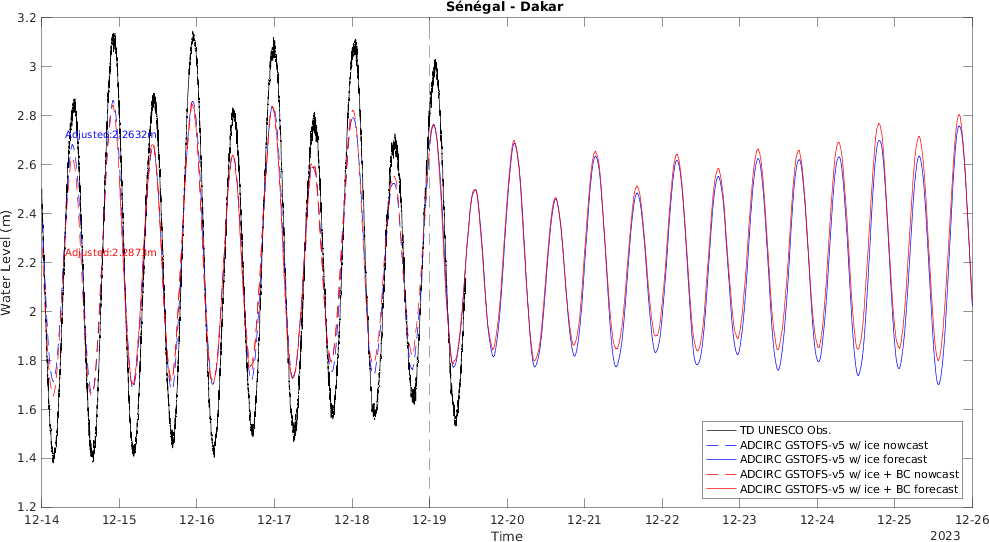 Sénégal - Dakar
3.2
3
2.8
2.6
2.4
2.2
2
1.8
1.6
1.4
1.2
Water Level (m)
Adjusted:2.2632m
Adjusted:2.2873m
TD UNESCO Obs.
ADCIRC GSTOFS-v5 w/ ice nowcast
ADCIRC GSTOFS-v5 w/ ice forecast
ADCIRC GSTOFS-v5 w/ ice + BC nowcast
ADCIRC GSTOFS-v5 w/ ice + BC forecast
12-14 12-15 12-16 12-17 12-18 12-19 12-20 12-21 12-22 12-23 12-24 12-25 12-26
Time
2023